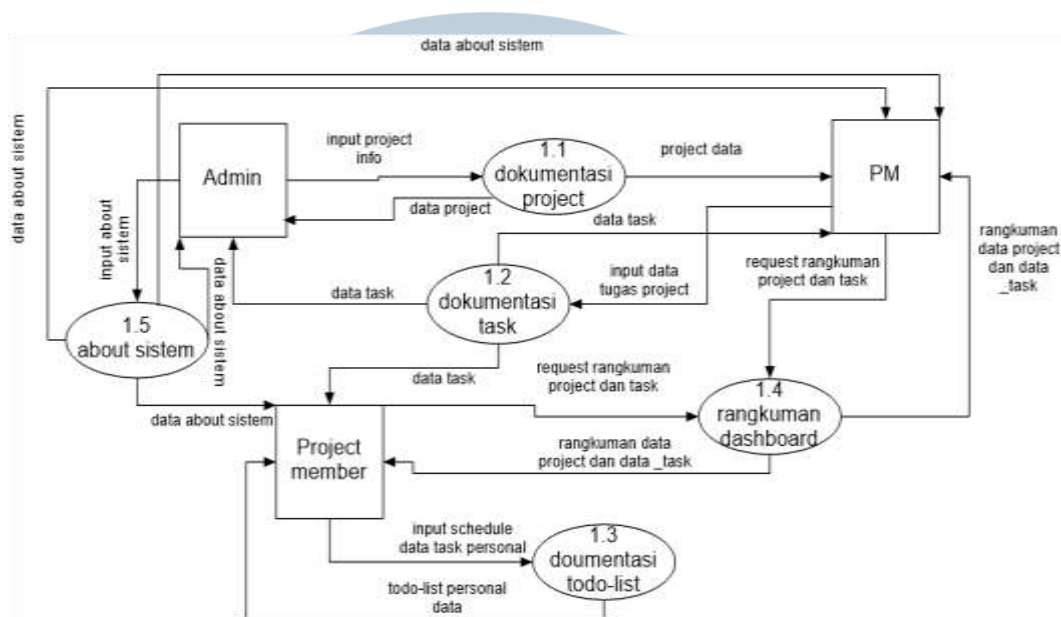 data about sistem
data about sistem
input project
info
1.1
dokumentasi
project
project data
Admin
PM
data project
data task
Input about
sistem
data about sistem
rangkuman
data project
dan data
_task
request rangkuman
project dan task
1.2
dokumentasi
task
input data
tugas project
data task
1.5
about sistem
data task
request rangkuman
project dan task
1.4
rangkuman
dashboard
data about sistem
Project
member
rangkuman data
project dan data _task
input schedule
data task personal
1.3
doumentasi
todo-list
todo-list personal
data